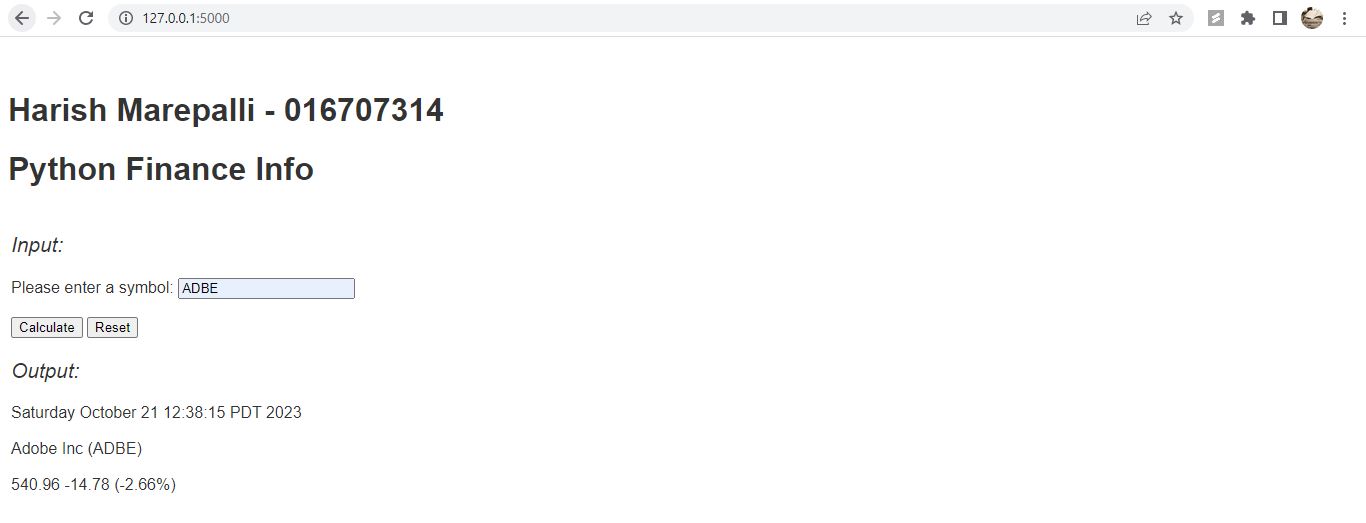 127.0.0.1:5000
Harish Marepalli - 016707314
Python Finance Info
Input:
Please enter a symbol: ADBE
Calculate Reset
Output:
Saturday October 21 12:38:15 PDT 2023
Adobe Inc (ADBE)
540.96 -14.78 (-2.66%)